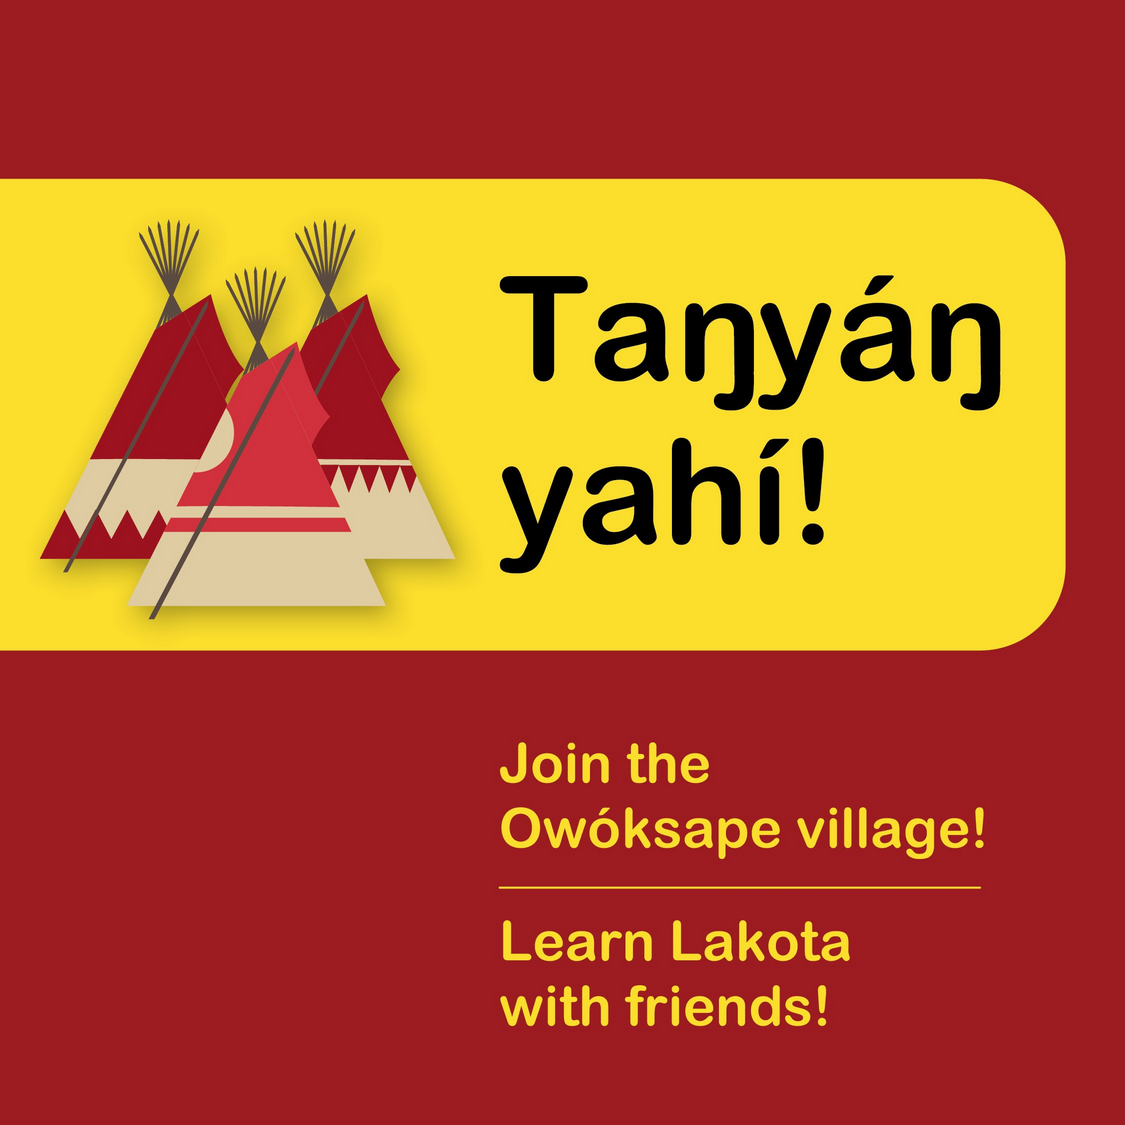 Taŋyáŋ
yahí!
Join the
Owóksape village!
Learn Lakota
with friends!